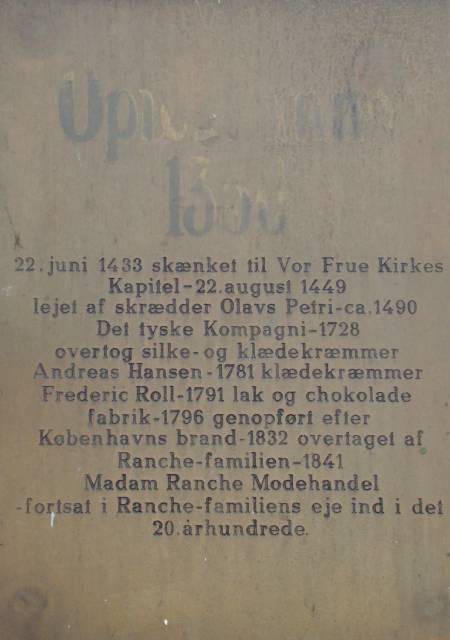 22. juni 1433 skænket til Vor Frue Kirkes
Kapitel-22. august 1449
lejet af skrædder Olavs Petri-ca. 1490
Det tyske Kompagni-1728
overtog silke- og klædekræmmer
Andreas Hansen-1781 klædekræmmer
Frederic Roll-1791 lak og chokolade
fabrik-1796 genopført efter
Københavns brand-1832 overtaget af
Ranche-familien-1841
Madam Ranche Modehandel
-fortsat i Ranche-familiens eje ind i det
20. århundrede.